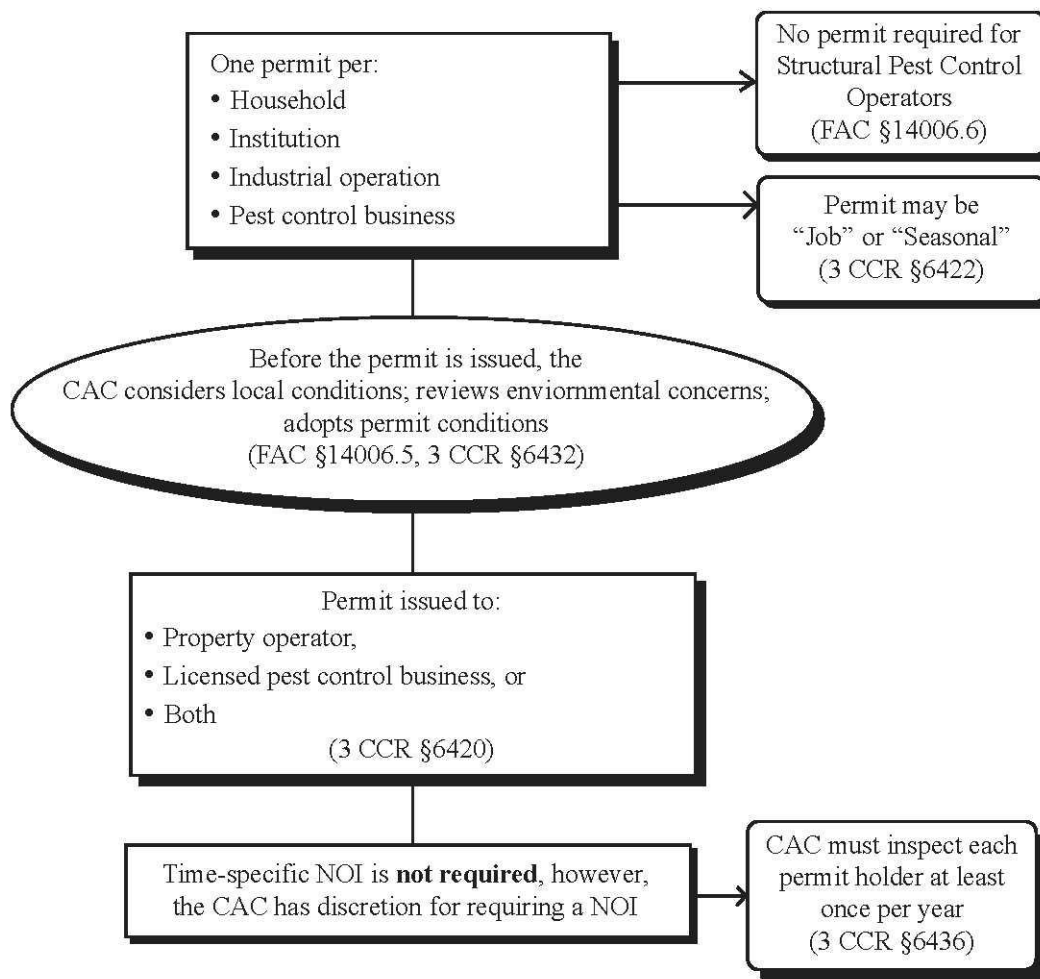 One permit per:
• Household
• Institution
• Industrial operation
• Pest control business
No permit required for
Structural Pest Control
Operators
(FAC §14006.6)
Permit may be
“Job” or “Seasonal”
(3 CCR §6422)
Before the permit is issued, the
CAC considers local conditions; reviews enviornmental concerns;
adopts permit conditions
(FAC §14006.5, 3 CCR §6432)
Permit issued to:
• Property operator,
• Licensed pest control business, or
• Both
(3 CCR §6420)
Time-specific NOI is not required, however,
the CAC has discretion for requiring a NOI
CAC must inspect each
permit holder at least
once per year
(3 CCR §6436)